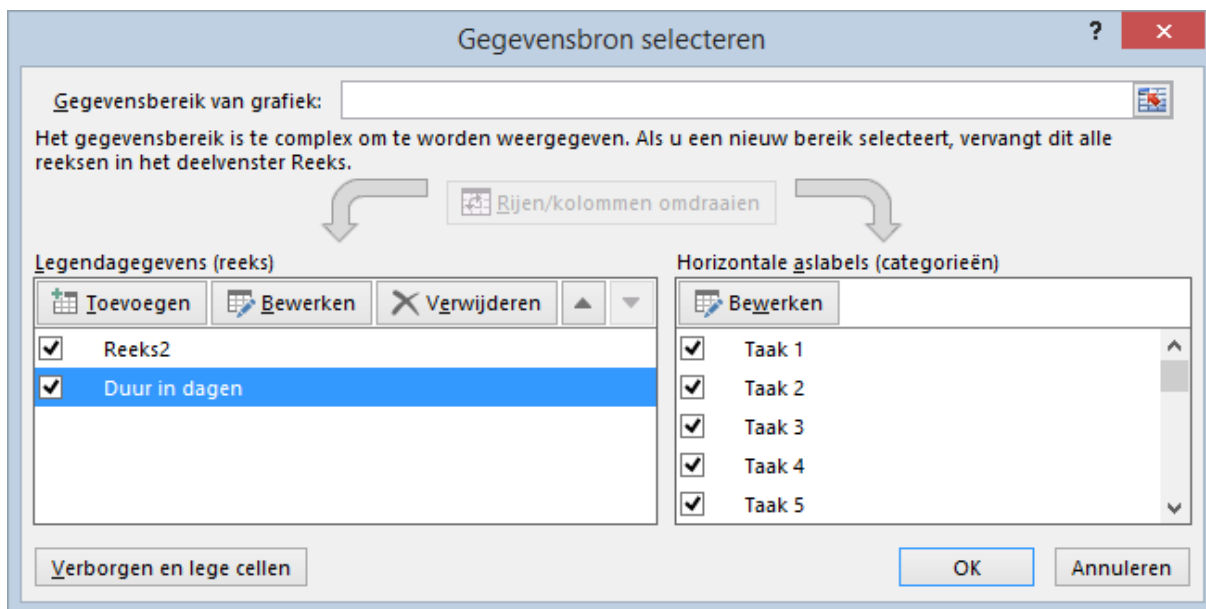 Gegevensbron selecteren
?
×
Gegevensbereik van grafiek:
Het gegevensbereik is te complex om te worden weergegeven. Als u een nieuw bereik selecteert, vervangt dit alle
reeksen in het deelvenster Reeks.
Rijen/kolommen omdraaien
Legendagegevens (reeks)
Toevoegen Bewerken Verwijderen
Reeks2
Duur in dagen
Horizontale aslabels (categorieën)
Bewerken
Taak 1
Taak 2
Taak 3
Taak 4
Taak 5
Verborgen en lege cellen
OK
Annuleren